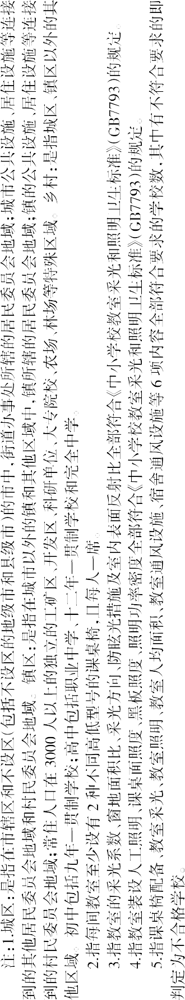 注:1.城区:是指在市辖区和不设区(包括不设区的地级市和县级市)的市中,街道办事处所辖的居民委员会地域;城市公共设施、居住设施等连接
到的其他居民委员会地域和村民委员会地域。 镇区:是指在城市以外的镇和其他区域中,镇所辖的居民委员会地域;镇的公共设施、居住设施等连接
到的村民委员会地域;常住人口在 3000 人以上的独立的工矿区、开发区、科研单位、大专院校、农场、林场等特殊区域。 乡村:是指城区、镇区以外的其
他区域。初中包括九年一贯制学校;高中包括职业中学、十二年一贯制学校和完全中学。
2.指每间教室至少设有 2 种不同高低型号的课桌椅,且每人一席。
3.指教室的采光系数、窗地面积比、采光方向、防眩光措施及室内表面反射比全部符合《中小学校教室采光和照明卫生标准》(GB7793)的规定。
4.指教室装设人工照明、课桌面照度、黑板照度、照明功率密度全部符合《中小学校教室采光和照明卫生标准》(GB7793)的规定。
5.指课桌椅配备、教室采光、教室照明、教室人均面积、教室通风设施、宿舍通风设施等 6 项内容全部符合要求的学校数,其中有不符合要求的即
判定为不合格学校。